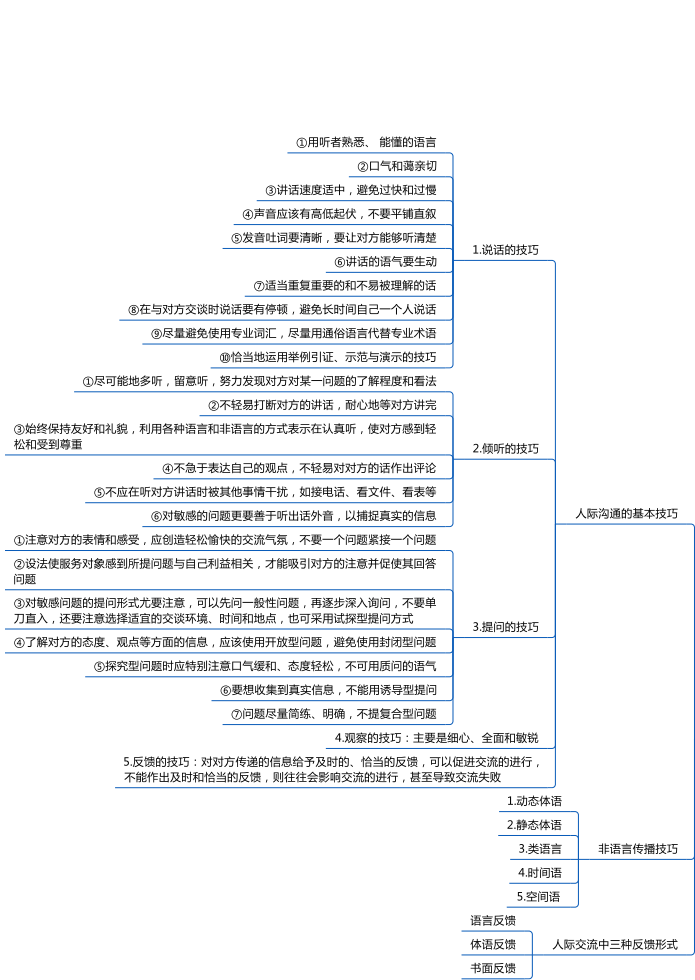 ①用听者熟悉、 能懂的语言
②口气和蔼亲切
③讲话速度适中，避免过快和过慢
④声音应该有高低起伏，不要平铺直叙
⑤发音吐词要清晰，要让对方能够听清楚
⑥讲话的语气要生动
⑦适当重复重要的和不易被理解的话
⑧在与对方交谈时说话要有停顿，避免长时间自己一个人说话
⑨尽量避免使用专业词汇，尽量用通俗语言代替专业术语
⑩恰当地运用举例引证、示范与演示的技巧
1.说话的技巧
①尽可能地多听，留意听，努力发现对方对某一问题的了解程度和看法
②不轻易打断对方的讲话，耐心地等对方讲完
③始终保持友好和礼貌，利用各种语言和非语言的方式表示在认真听，使对方感到轻
松和受到尊重
④不急于表达自己的观点，不轻易对对方的话作出评论
⑤不应在听对方讲话时被其他事情干扰，如接电话、看文件、看表等
⑥对敏感的问题更要善于听出话外音，以捕捉真实的信息
2.倾听的技巧
①注意对方的表情和感受，应创造轻松愉快的交流气氛，不要一个问题紧接一个问题
②设法使服务对象感到所提问题与自己利益相关，才能吸引对方的注意并促使其回答
问题
③对敏感问题的提问形式尤要注意，可以先问一般性问题，再逐步深入询问，不要单
刀直入，还要注意选择适宜的交谈环境、时间和地点，也可采用试探型提问方式
④了解对方的态度、观点等方面的信息，应该使用开放型问题，避免使用封闭型问题
⑤探究型问题时应特别注意口气缓和、态度轻松，不可用质问的语气
⑥要想收集到真实信息，不能用诱导型提问
⑦问题尽量简练、明确，不提复合型问题
3.提问的技巧
4.观察的技巧：主要是细心、全面和敏锐
5.反馈的技巧：对对方传递的信息给予及时的、恰当的反馈，可以促进交流的进行，
不能作出及时和恰当的反馈，则往往会影响交流的进行，甚至导致交流失败
人际沟通的基本技巧
1.动态体语
2.静态体语
3.类语言
4.时间语
5.空间语
非语言传播技巧
语言反馈
体语反馈
书面反馈
人际交流中三种反馈形式